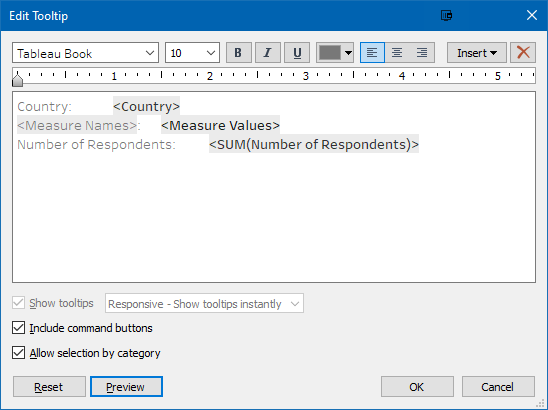 Edit Tooltip
Tableau Book 10 B I U Insert
1 2 3 4 5
Country: <Country>
<Measure Names>: <Measure Values>
Number of Respondents: <SUM(Number of Respondents)>
Show tooltips Responsive - Show tooltips instantly
Include command buttons
Allow selection by category
Reset Preview OK Cancel